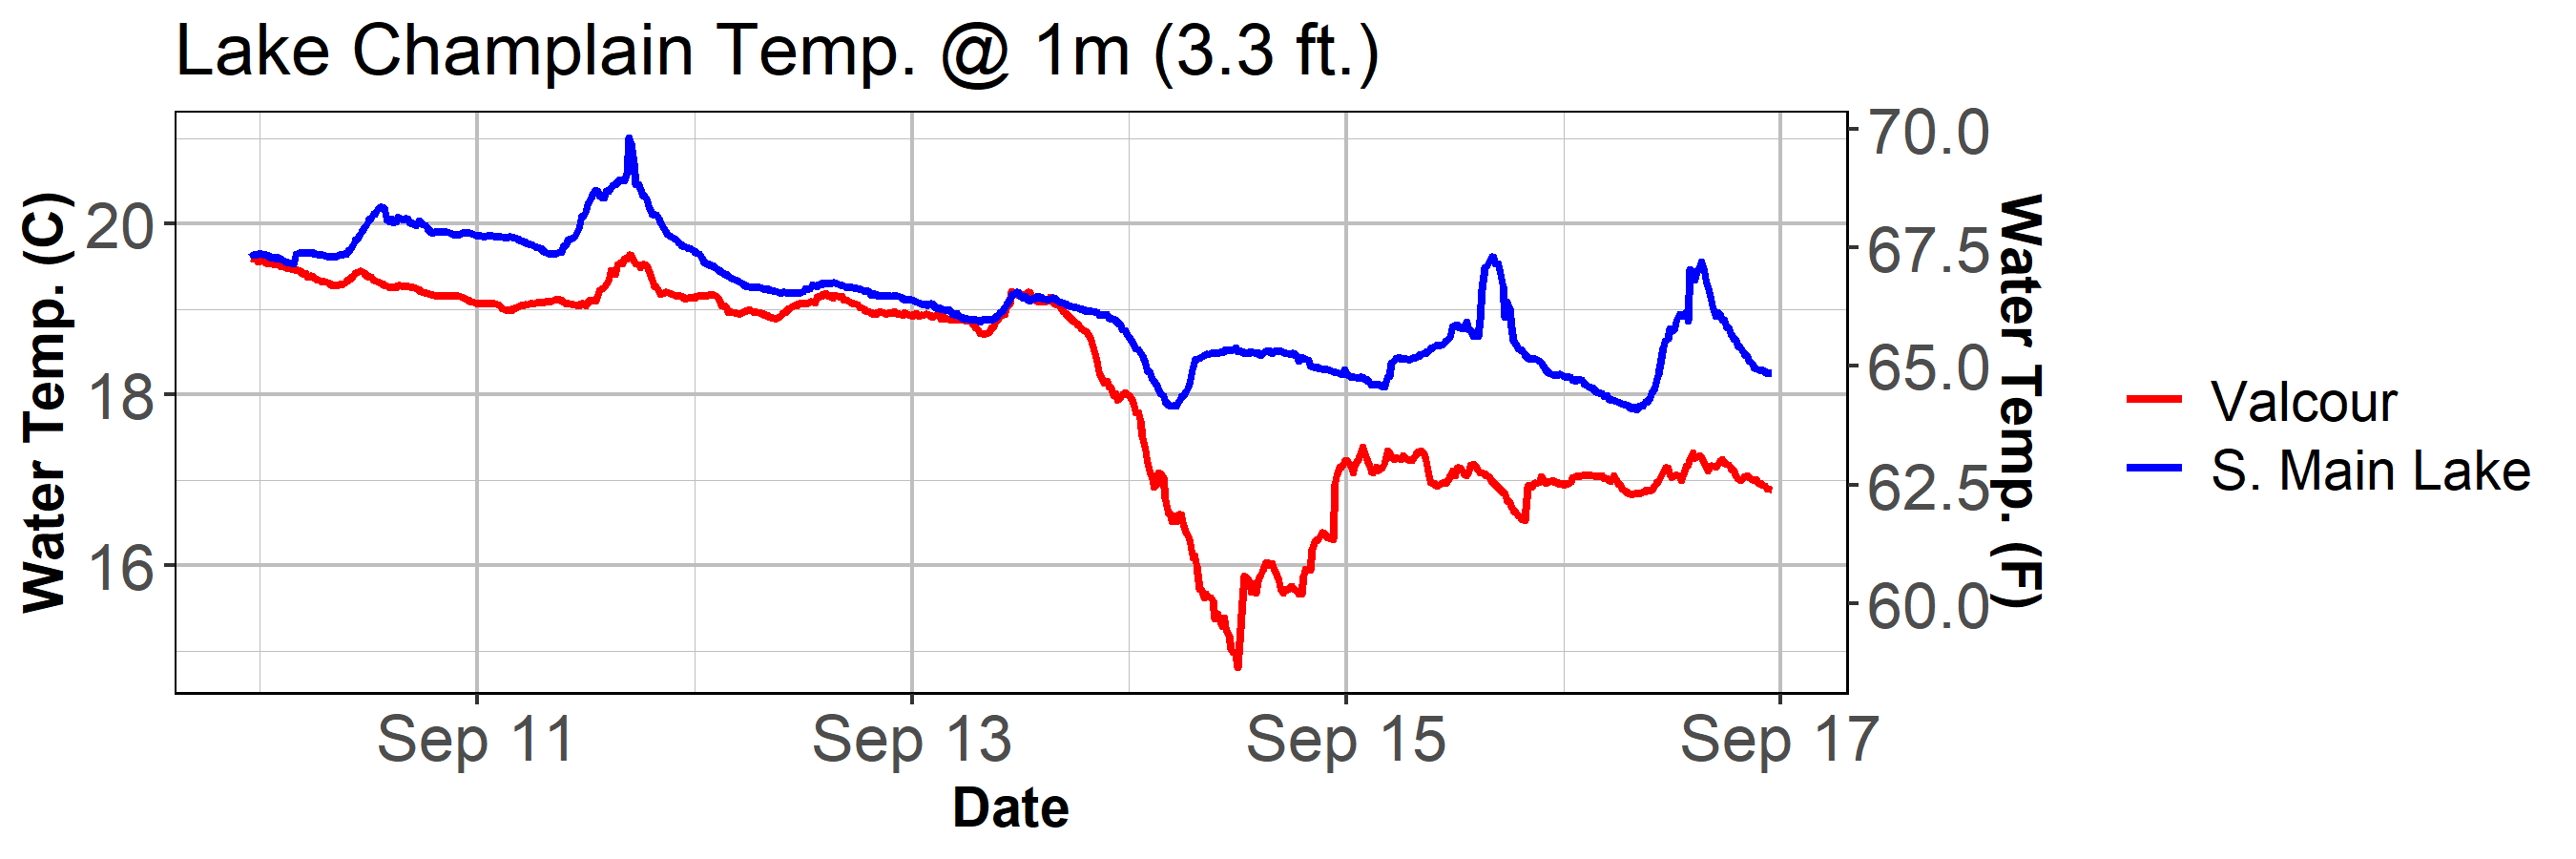 Lake Champlain Temp. @ 1m (3.3 ft.)
Water Temp. (C)
20
18
16
70.0
67.5
65.0
62.5
60.0
Water Temp. (F)
Sep 11
Sep 13
Sep 15
Sep 17
Date
Valcour
S. Main Lake